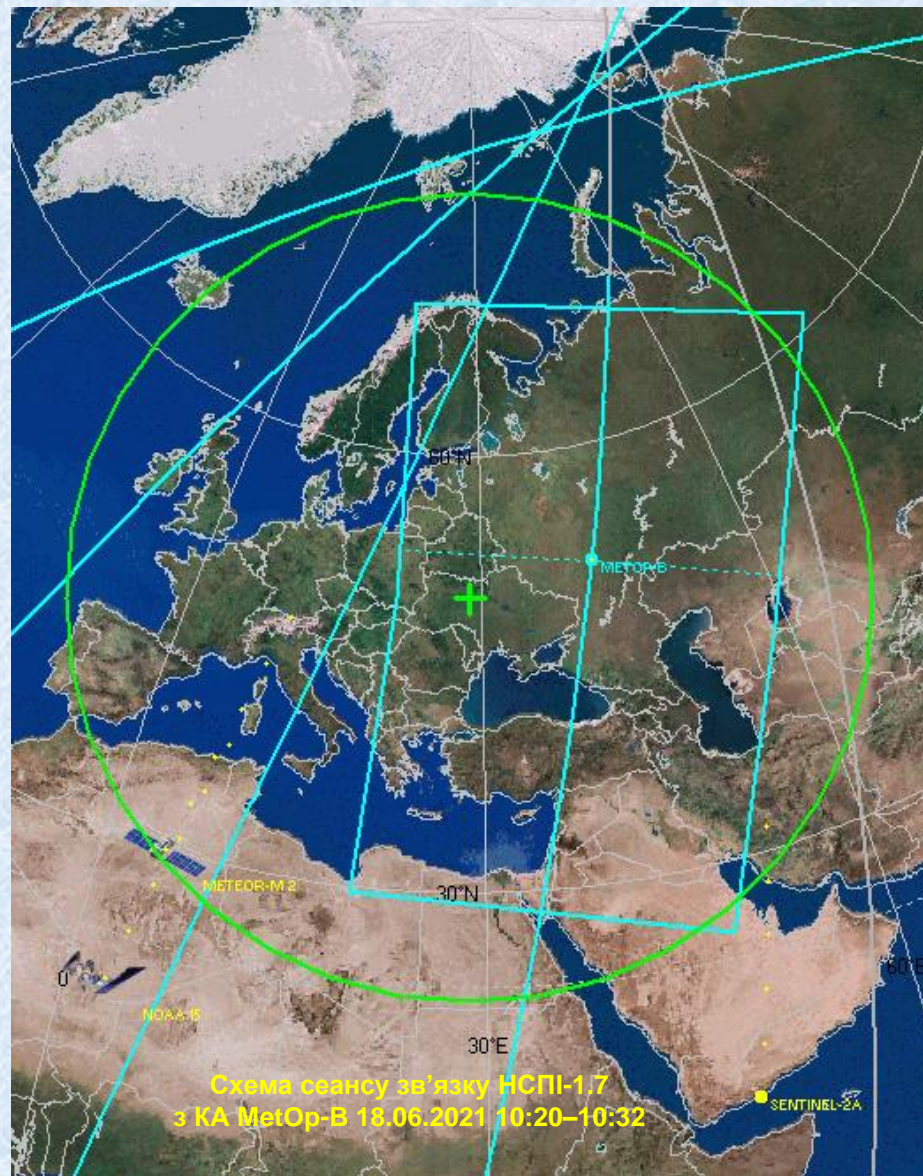 60°N
METOP-B
METEOR-M 2
30°N
0°
60°E
NOAA 15
30°E
Схема сеансу зв’язку НСПІ-1.7
з КА MetOp-B 18.06.2021 10:20–10:32
SENTINEL-2A